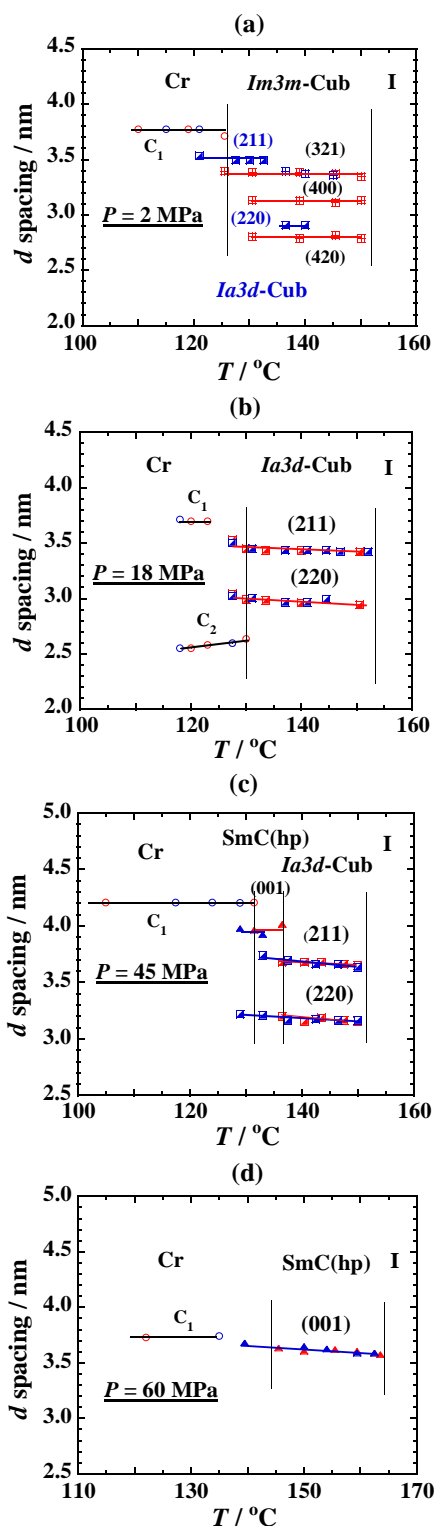 (a)
4.5
4.0
3.5
3.0
2.5
2.0
d spacing / nm
Cr
Im3m-Cub
I
C1
(211)
(321)
(400)
P = 2 MPa
(220)
(420)
Ia3d-Cub
100 120 140 160
T / °C
(b)
4.5
4.0
3.5
3.0
2.5
2.0
d spacing / nm
Cr
Ia3d-Cub
I
C1
(211)
P = 18 MPa
(220)
C2
100 120 140 160
T / °C
(c)
5.0
4.5
4.0
3.5
3.0
2.5
d spacing / nm
SmC(hp)
Cr
Ia3d-Cub
I
(001)
C1
(211)
P = 45 MPa
(220)
100 120 140 160
T / °C
(d)
5.0
4.5
4.0
3.5
3.0
2.5
d spacing / nm
Cr
SmC(hp)
I
C1
(001)
P = 60 MPa
110 130 150 170
T / °C